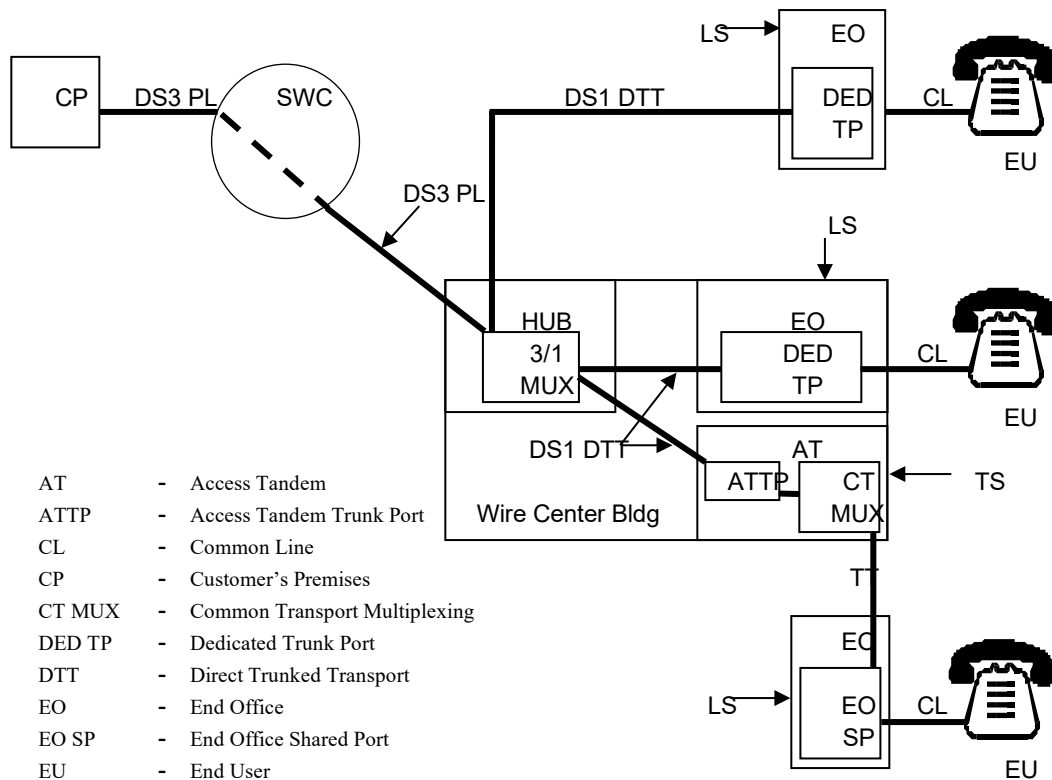 LS
EO
CP
DS3 PL
SWC
DS1 DTT
DED
TP
CL
EU
DS3 PL
LS
HUB
3/1
MUX
EO
DED
TP
CL
EU
DS1 DTT
AT
ATTP
CT
MUX
TS
Wire Center Bldg
TT
EO
LS
EO
SP
CL
EU
AT - Access Tandem
ATTP - Access Tandem Trunk Port
CL - Common Line
CP - Customer's Premises
CT MUX - Common Transport Multiplexing
DED TP - Dedicated Trunk Port
DTT - Direct Trunked Transport
EO - End Office
EO SP - End Office Shared Port
EU - End User